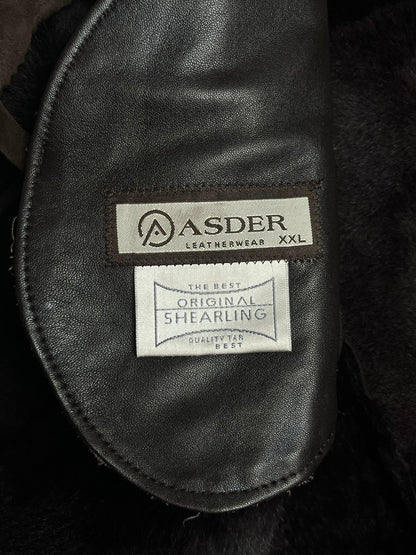 ASDER
LEATHERWEAR XXL
THE BEST
ORIGINAL
SHEARLING
QUALITY TAN
BEST